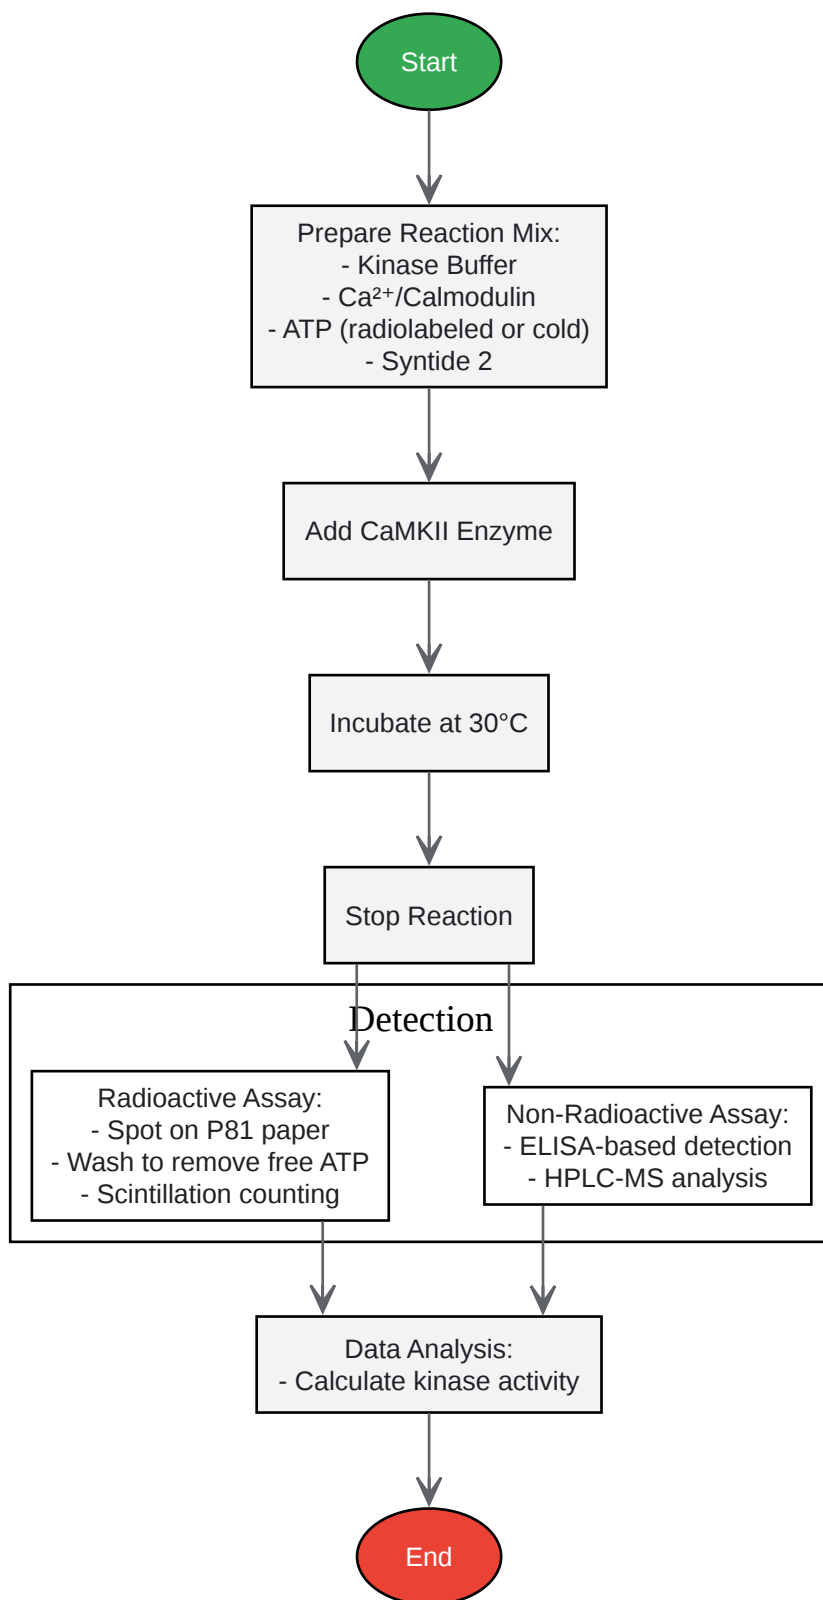 Start
Prepare Reaction Mix:
- Kinase Buffer
- Ca²⁺/Calmodulin
- ATP (radiolabeled or cold)
- Syntide 2
Add CaMKII Enzyme
Incubate at 30°C
Stop Reaction
Detection
Radioactive Assay:
- Spot on P81 paper
- Wash to remove free ATP
- Scintillation counting
Non-Radioactive Assay:
- ELISA-based detection
- HPLC-MS analysis
Data Analysis:
- Calculate kinase activity
End